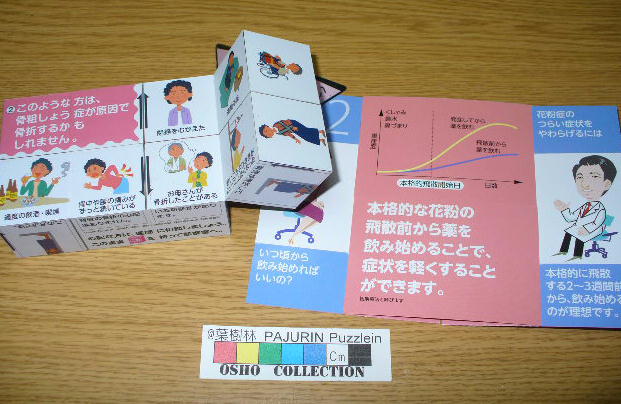 ② このような 方は、
骨粗しょう 症が原因で
骨折するか も
しれません。
閉経をむかえた
過度の飲酒・喫煙
背中や腰の痛みが
ずっと続いている
お母さんが
骨折したことがある
2
くしゃみ
鼻水
鼻づまり
発症してから
薬を飲む
飛散前から
薬を飲む
本格的飛散開始日
日数
本格的な花粉の
飛散前から薬を
飲み始めることで、
症状を軽くすること
ができます。
いつ頃から
飲み始めれば
いいの?
花粉症の
つらい症状を
やわらげるには
本格的に飛散
する2~3週間前
から、飲み始める
のが理想です。
@葉樹林 PAJURIN Puzzlein
Cm
OSHO COLLECTION